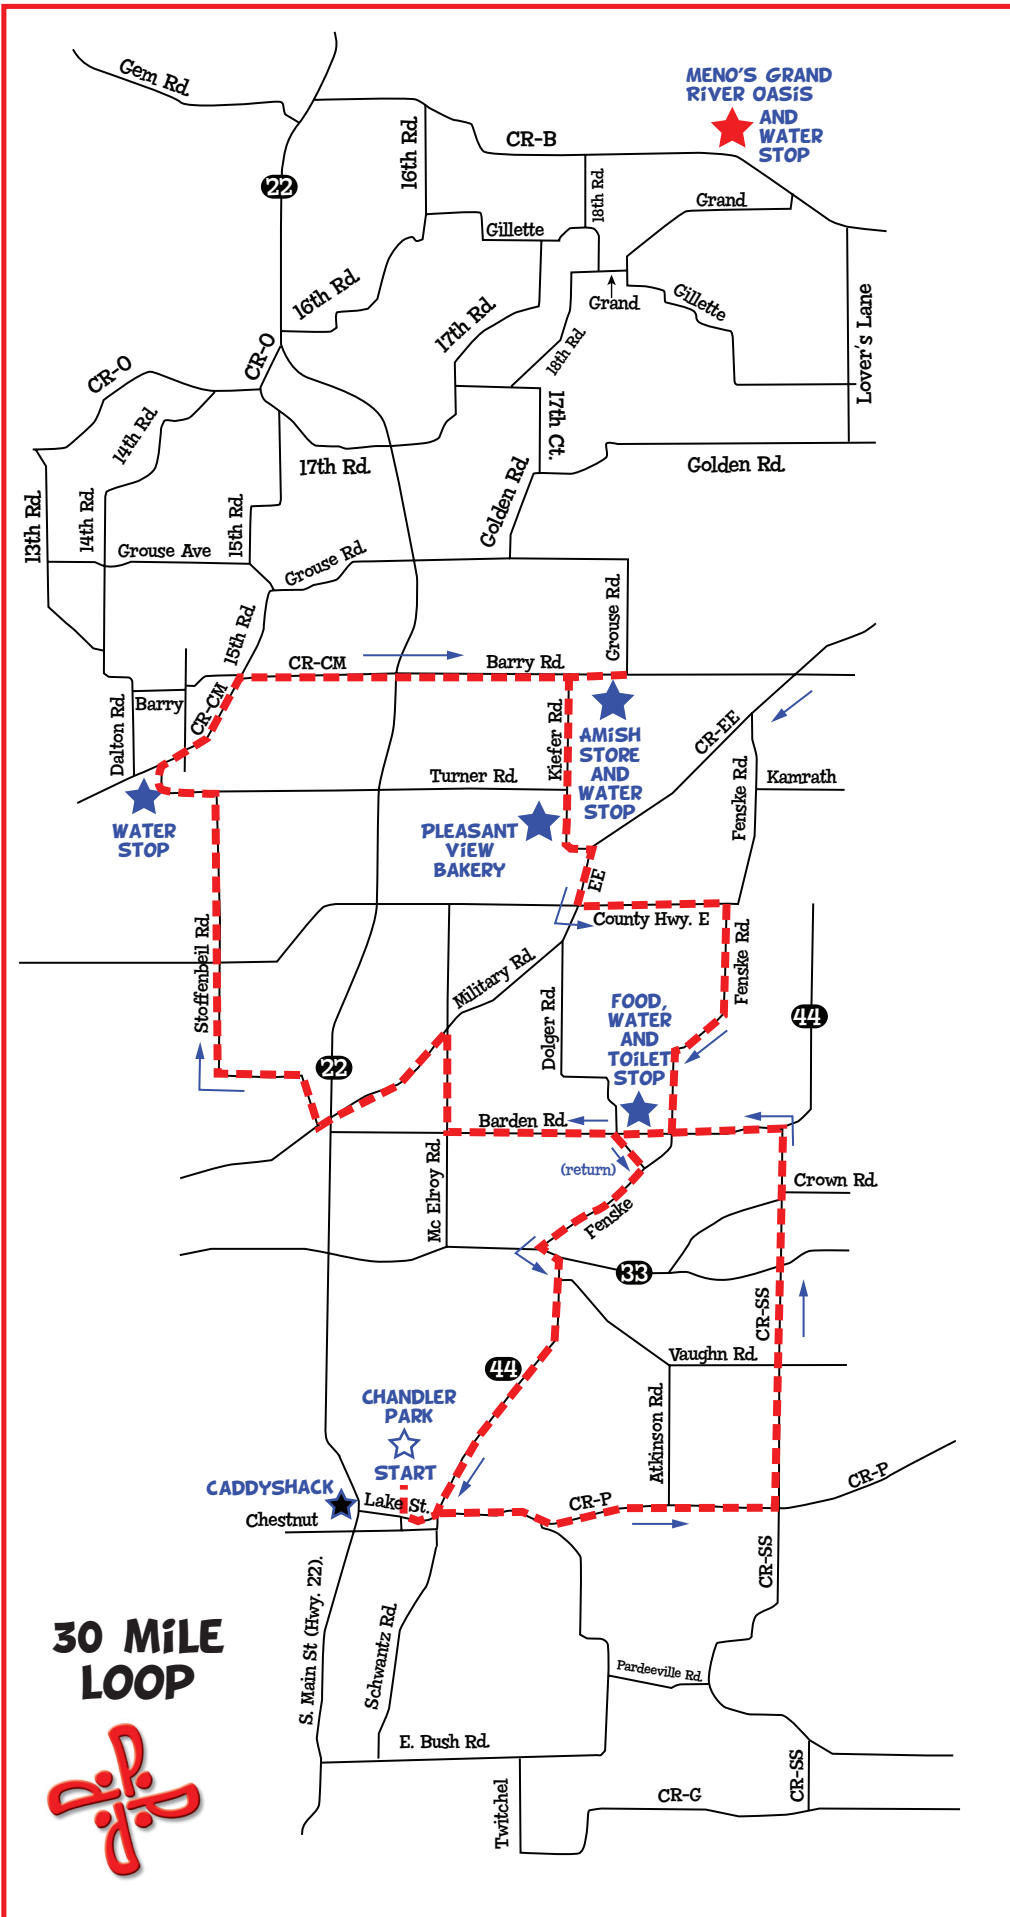 Gem Rd.
MENO'S GRAND
RIVER OASIS
AND
WATER
STOP
16th Rd.
CR-B
22
18th Rd.
Grand
Gillette
16th Rd.
Grand
Gillette
17th Rd.
18th Rd.
Lover's Lane
CR-O
CR-O
14th Rd.
17th Ct.
17th Rd.
Golden Rd.
Golden Rd.
13th Rd.
14th Rd.
15th Rd.
Grouse Ave
Grouse Rd.
Grouse Rd.
15th Rd.
CR-CM
Barry Rd.
Dalton Rd.
Barry
CR-CM
Kiefer Rd.
AMISH
STORE
AND
WATER
STOP
CR-EE
Fenske Rd.
Kamrath
Turner Rd.
WATER
STOP
PLEASANT
VIEW
BAKERY
EE
County Hwy. E
Stoffenbeil Rd.
Military Rd.
Fenske Rd.
Dolger Rd.
FOOD,
WATER
AND
TOILET
STOP
44
22
Barden Rd.
(return)
Mc Elroy Rd.
Crown Rd.
Fenske
33
CR-SS
Vaughn Rd.
44
Atkinson Rd.
CHANDLER
PARK
START
CADDYSHACK
Lake St.
Chestnut
CR-P
CR-P
CR-SS
S. Main St (Hwy. 22).
Schwantz Rd.
30 MILE
LOOP
Pardeeville Rd.
E. Bush Rd.
Twitchel
CR-G
CR-SS